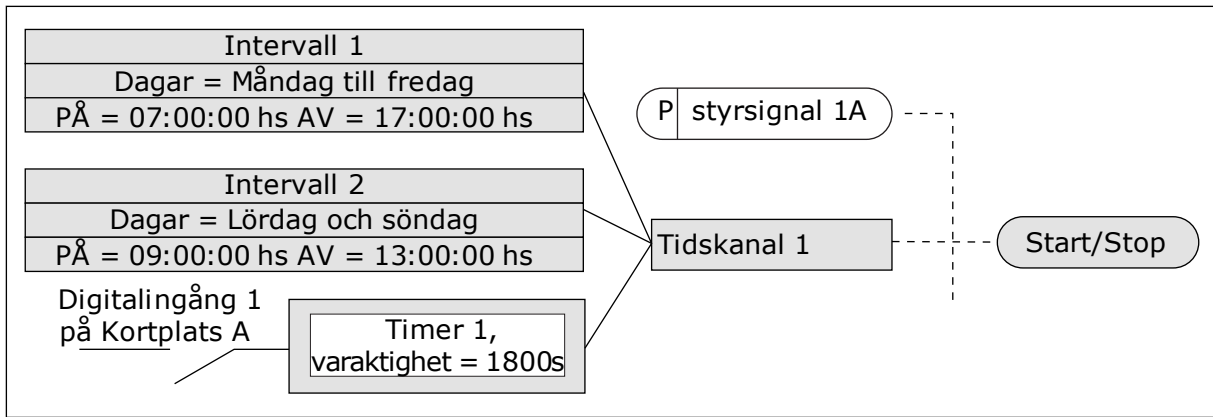 Intervall 1
Dagar = Måndag till fredag
PÅ = 07:00:00 hs AV = 17:00:00 hs
Intervall 2
Dagar = Lördag och söndag
PÅ = 09:00:00 hs AV = 13:00:00 hs
Digitalingång 1
på Kortplats A
Timer 1,
varaktighet = 1800s
P styrsignal 1A
Tidskanal 1
Start/Stop